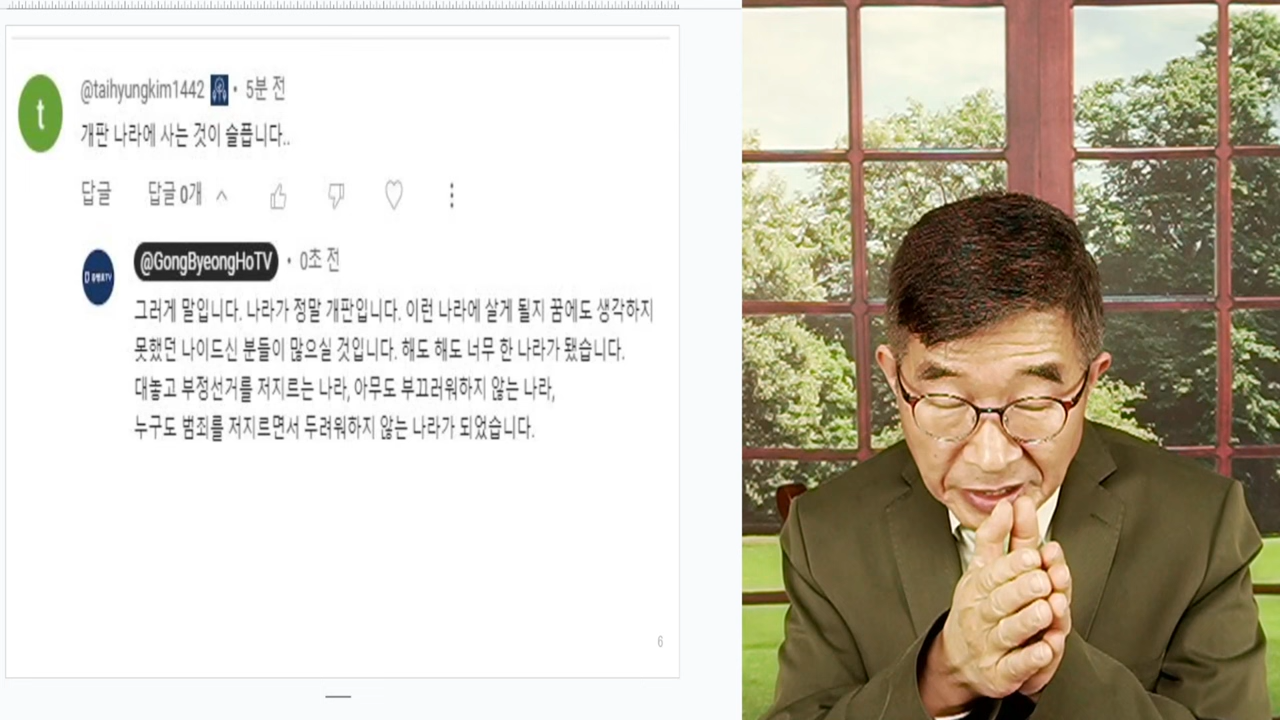 @taihyungkim1442 · 5분 전
t
개판 나라에 사는 것이 슬픕니다..
답글 답글 0개
@GongByeongHoTV · 0초 전
그러게 말입니다. 나라가 정말 개판입니다. 이런 나라에 살게 될지 꿈에도 생각하지
못했던 나이드신 분들이 많으실 것입니다. 해도 해도 너무 한 나라가 됐습니다.
대놓고 부정선거를 저지르는 나라, 아무도 부끄러워하지 않는 나라,
누구도 범죄를 저지르면서 두려워하지 않는 나라가 되었습니다.
6